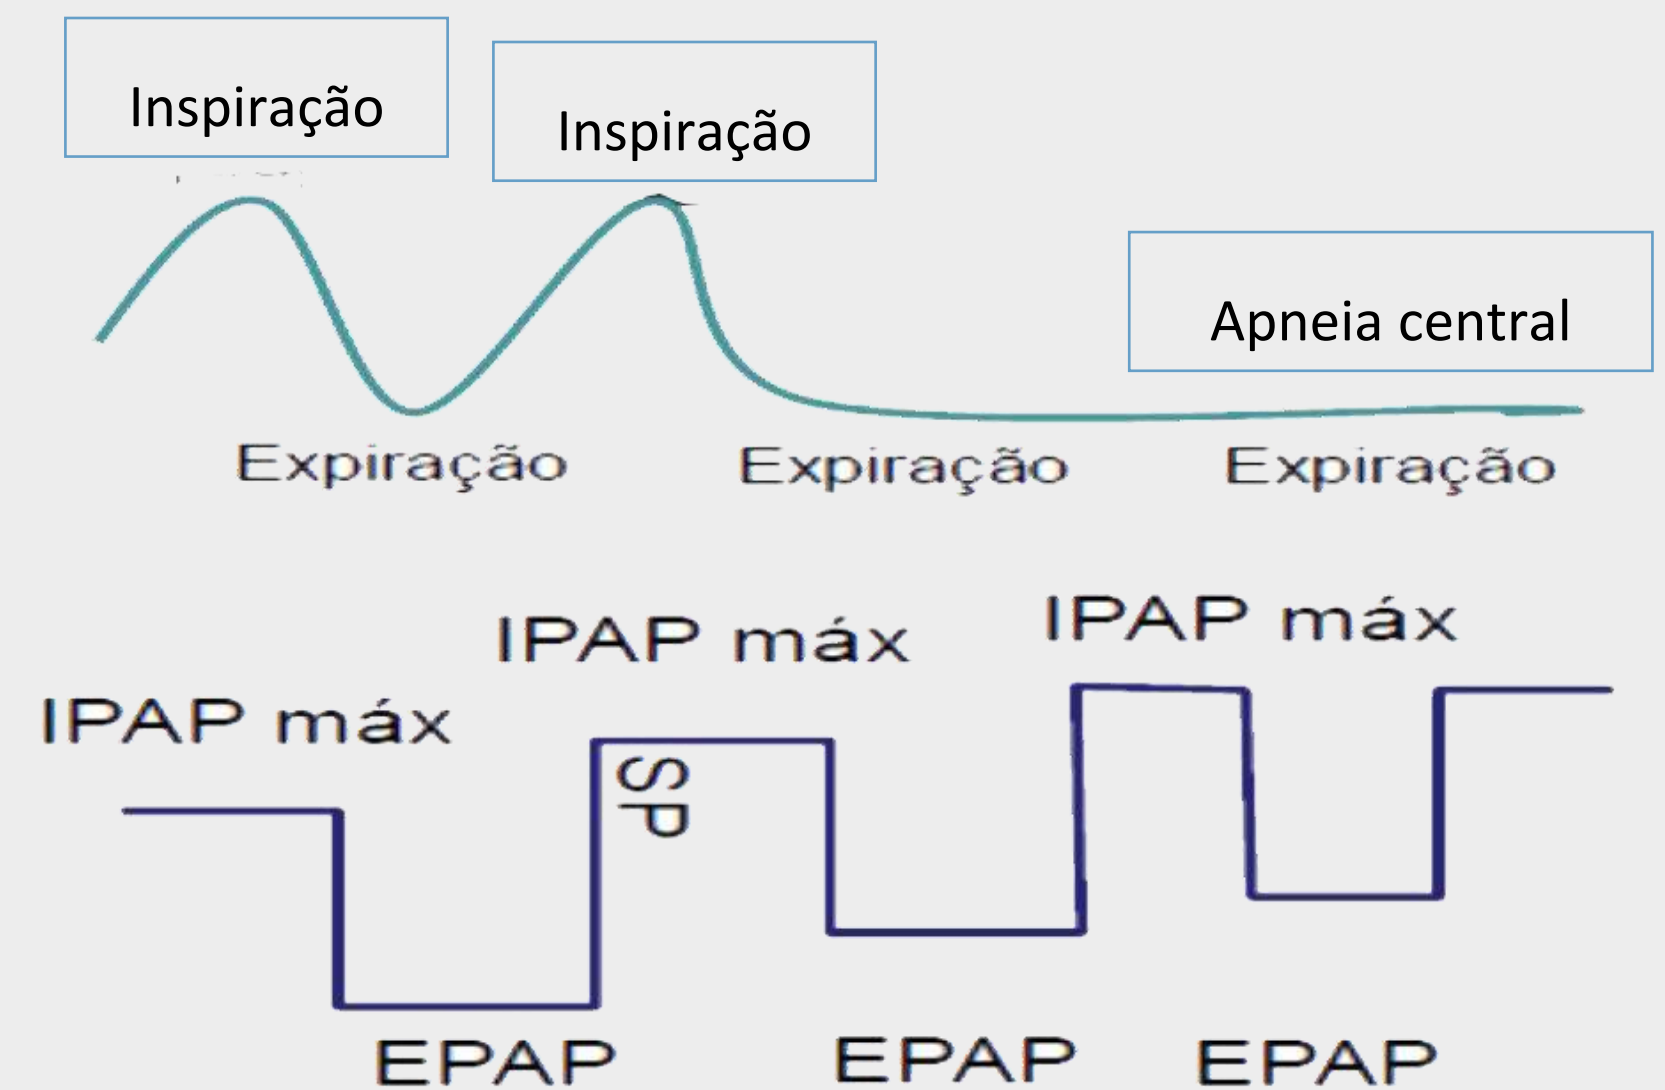 Inspiração
Inspiração
Apneia central
Expiração
Expiração
Expiração
IPAP máx
IPAP máx
IPAP máx
SP
EPAP
EPAP
EPAP